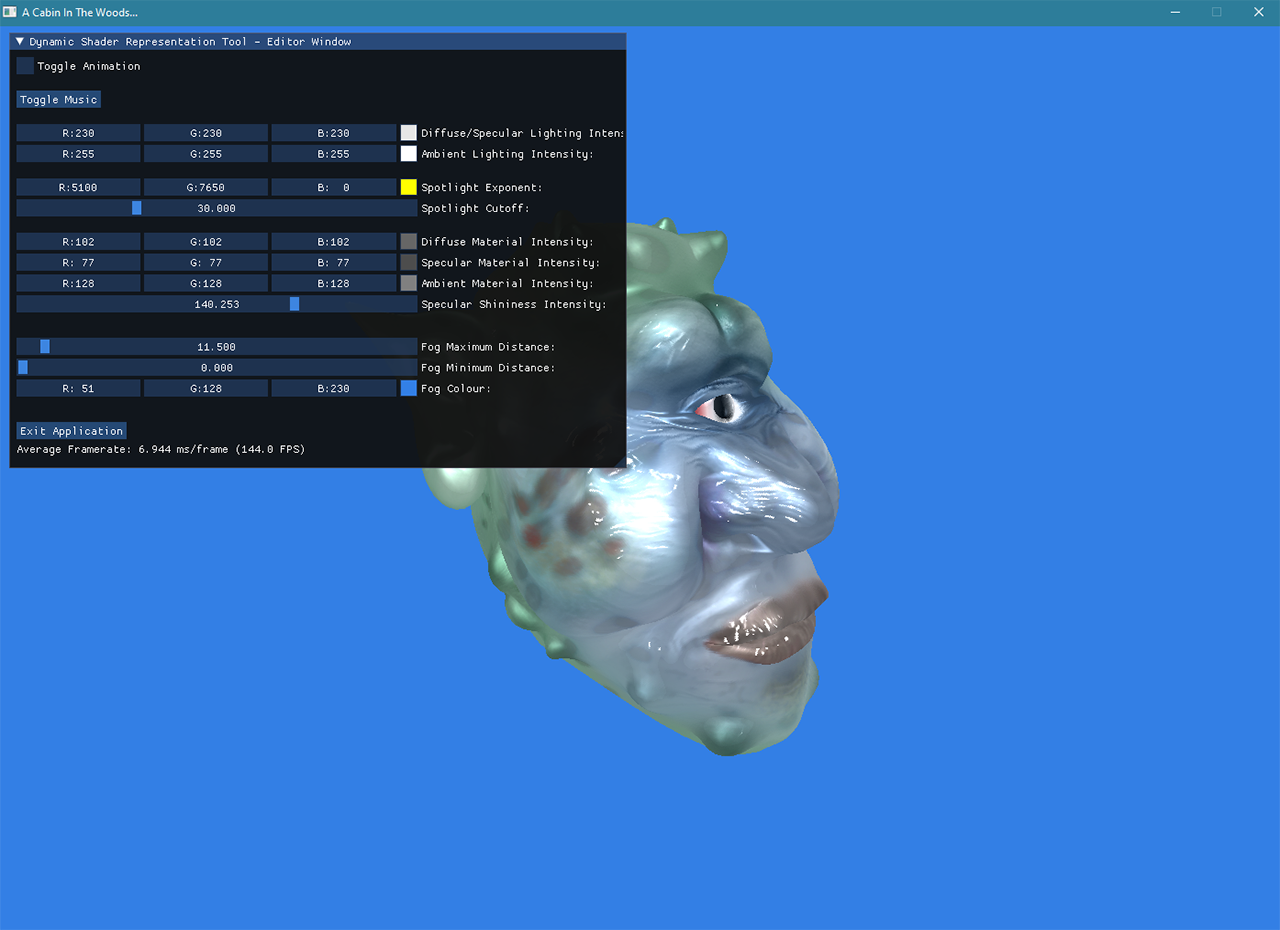 A Cabin In The Woods...
Dynamic Shader Representation Tool - Editor Window
Toggle Animation
Toggle Music
R:230 G:230 B:230 Diffuse/Specular Lighting Intens
R:255 G:255 B:255 Ambient Lighting Intensity:
R:5100 G:7650 B: 0 Spotlight Exponent:
30.000 Spotlight Cutoff:
R:102 G:102 B:102 Diffuse Material Intensity:
R: 77 G: 77 B: 77 Specular Material Intensity:
R:128 G:128 B:128 Ambient Material Intensity:
140.253 Specular Shininess Intensity:
11.500 Fog Maximum Distance:
0.000 Fog Minimum Distance:
R: 51 G:128 B:230 Fog Colour:
Exit Application
Average Framerate: 6.944 ms/frame (144.0 FPS)